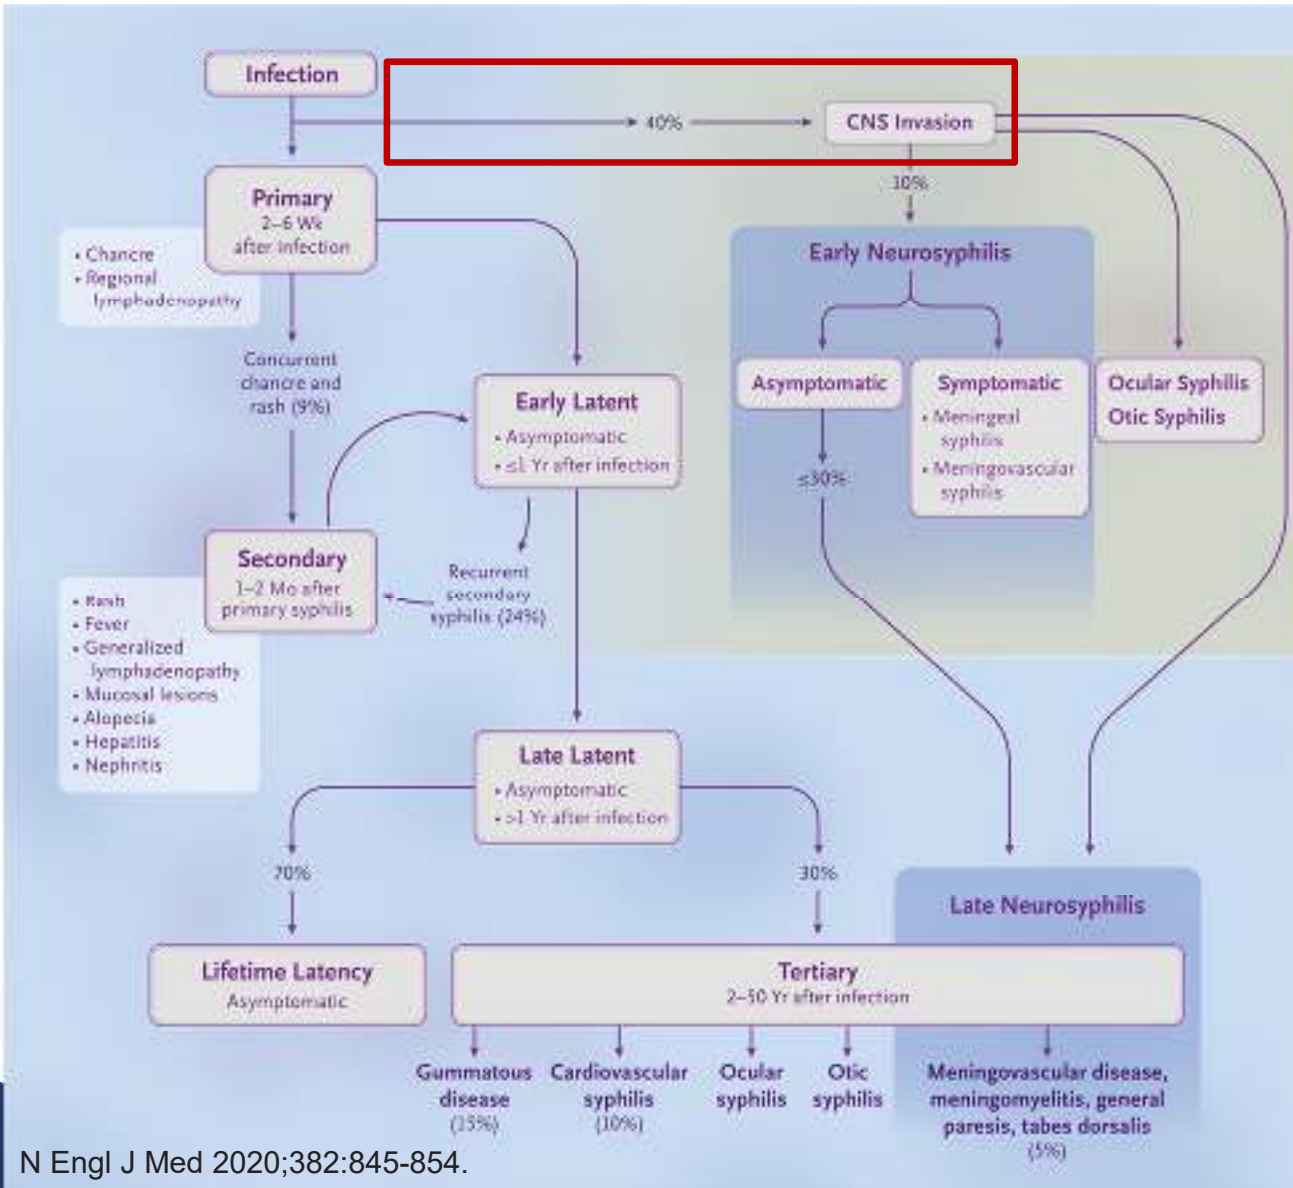 Infection
40%
CNS Invasion
10%
Primary
2–6 Wk
after infection
• Chancre
• Regional
lymphadenopathy
Concurrent
chancre and
rash (9%)
Early Neurosyphilis
Asymptomatic
≤30%
Symptomatic
• Meningeal
syphilis
• Meningovascular
syphilis
Ocular Syphilis
Otic Syphilis
Early Latent
• Asymptomatic
• ≤1 Yr after infection
Secondary
1–2 Mo after
primary syphilis
Recurrent
secondary
syphilis (24%)
• Rash
• Fever
• Generalized
lymphadenopathy
• Mucosal lesions
• Alopecia
• Hepatitis
• Nephritis
Late Latent
• Asymptomatic
• >1 Yr after infection
70%
30%
Late Neurosyphilis
Lifetime Latency
Asymptomatic
Tertiary
2–50 Yr after infection
Gummatous
disease
(15%)
Cardiovascular
syphilis
(10%)
Ocular
syphilis
Otic
syphilis
Meningovascular disease,
meningomyelitis, general
paresis, tabes dorsalis
(5%)
N Engl J Med 2020;382:845-854.